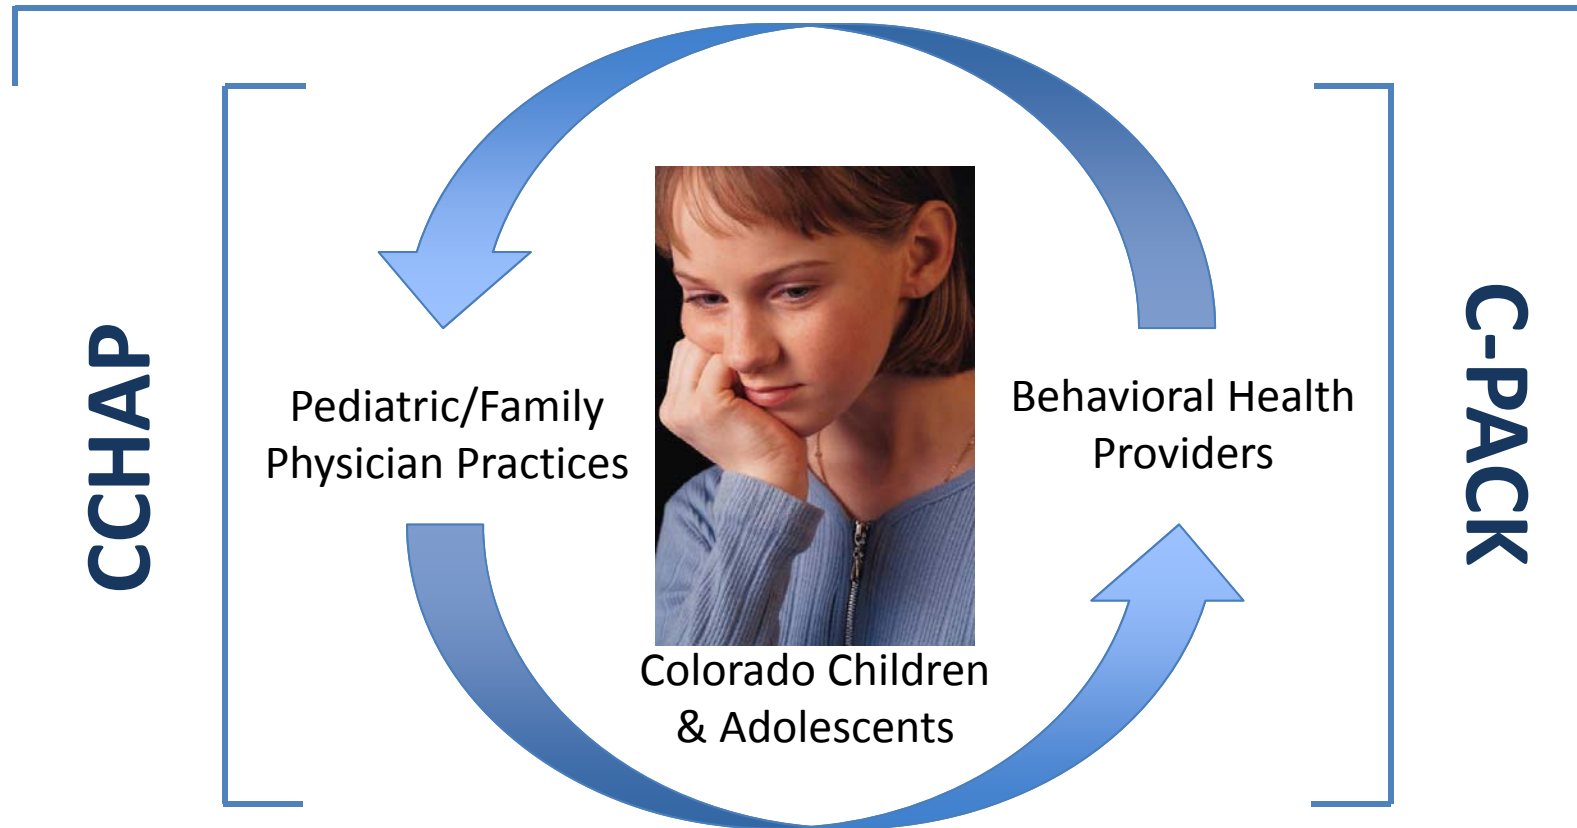 CCHAP
Pediatric/Family
Physician Practices
Colorado Children
& Adolescents
Behavioral Health
Providers
C-PACK